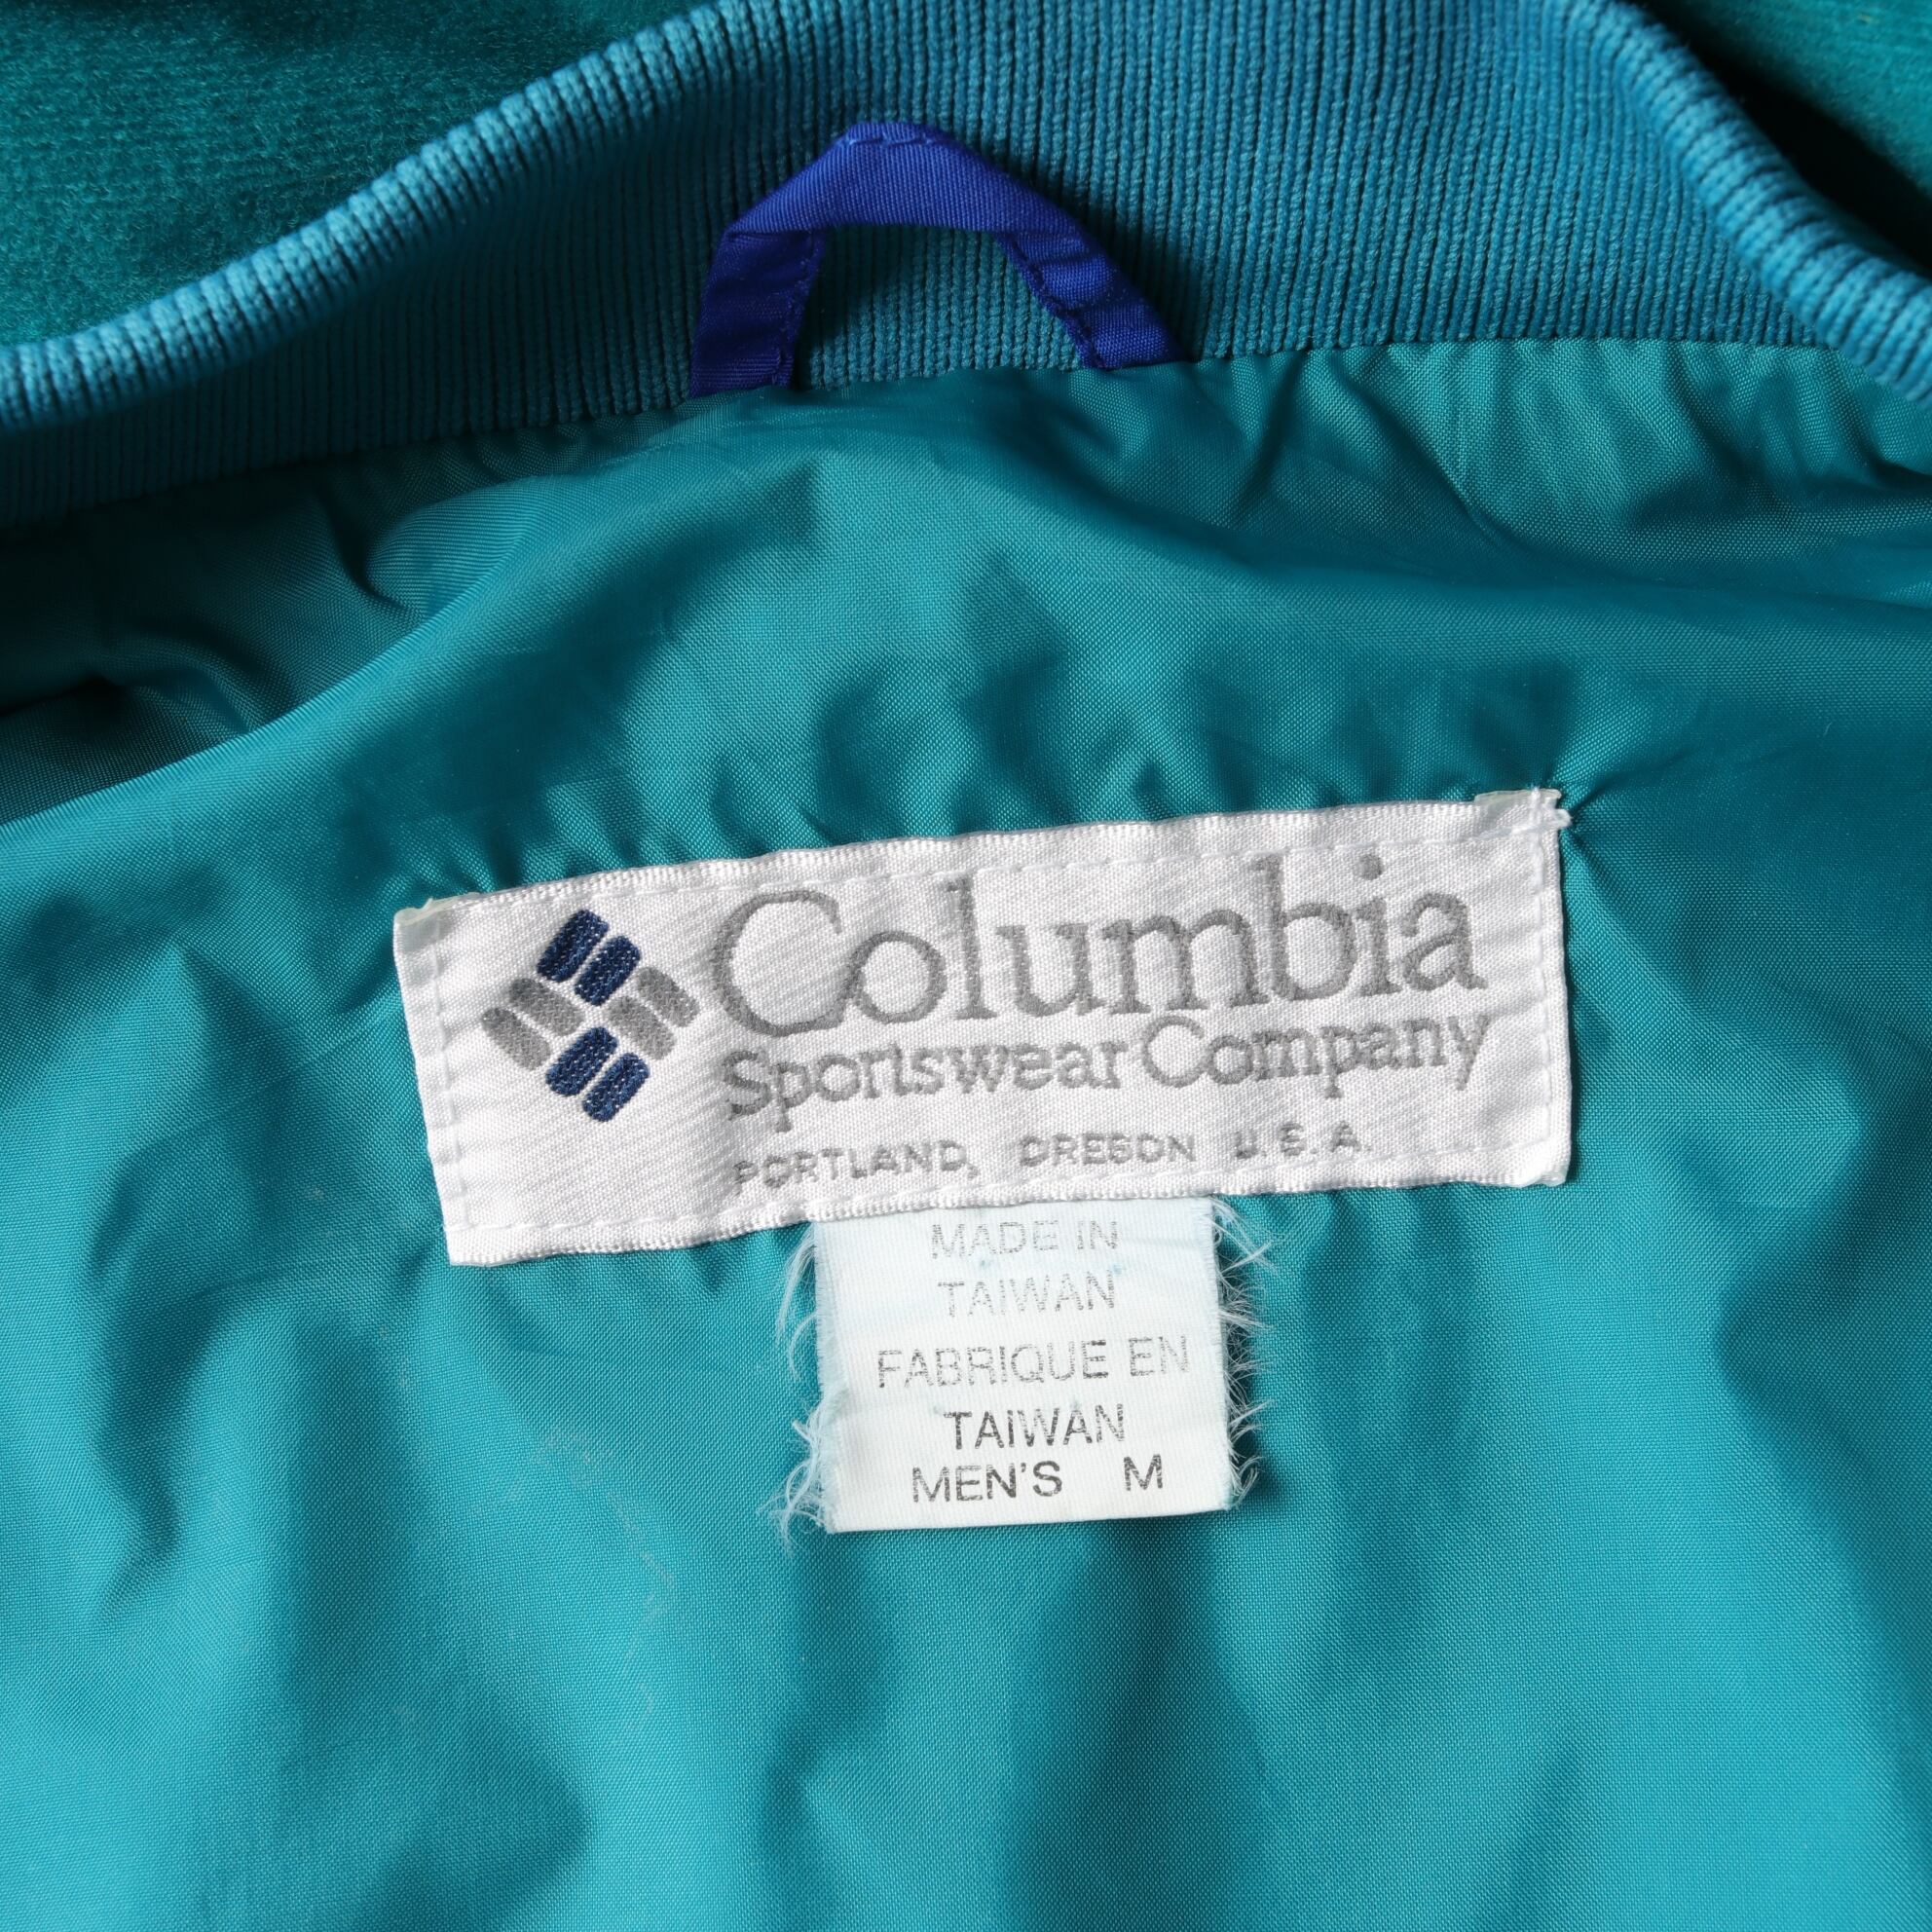 Columbia
Sportswear Company
PORTLAND, OREGON U.S.A.
MADE IN
TAIWAN
FABRIQUE EN
TAIWAN
MEN'S M